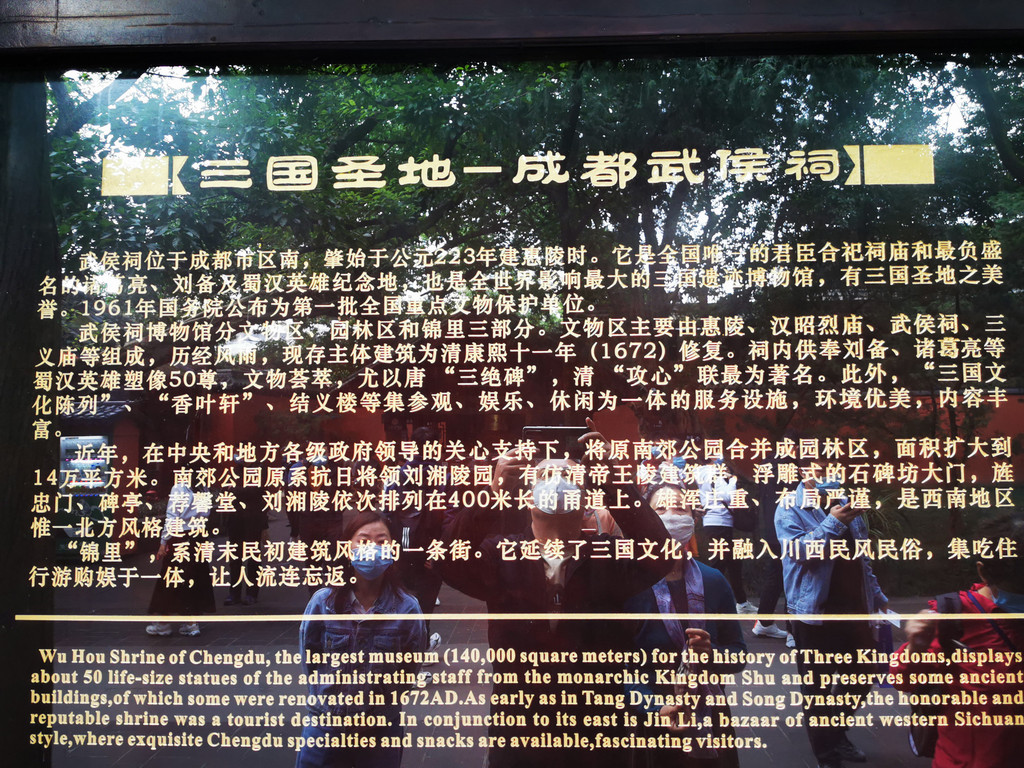 【三国圣地－成都武侯祠】
武侯祠位于成都市区南，肇始于公元223年建惠陵时。它是全国唯一的君臣合祀祠庙和最负盛
名的诸葛亮、刘备及蜀汉英雄纪念地，也是全世界影响最大的三国遗迹博物馆，有三国圣地之美
誉。1961年国务院公布为第一批全国重点文物保护单位。
武侯祠博物馆分文物区、园林区和锦里三部分。文物区主要由惠陵、汉昭烈庙、武侯祠、三
义庙等组成，历经风雨，现存主体建筑为清康熙十一年（1672）修复。祠内供奉刘备、诸葛亮等
蜀汉英雄塑像50尊，文物荟萃，尤以唐“三绝碑”，清“攻心”联最为著名。此外，“三国文
化陈列”、“香叶轩”、结义楼等集参观、娱乐、休闲为一体的服务设施，环境优美，内容丰
富。
近年，在中央和地方各级政府领导的关心支持下，将原南郊公园合并成园林区，面积扩大到
14万平方米。南郊公园原系抗日将领刘湘陵园，有仿清帝王陵建筑群，浮雕式的石碑坊大门，旌
忠门、碑亭、荐馨堂、刘湘陵依次排列在400米长的甬道上。雄浑庄重、布局严谨，是西南地区
惟一北方风格建筑。
“锦里”，系清末民初建筑风格的一条街。它延续了三国文化，并融入川西民风民俗，集吃住
行游购娱于一体，让人流连忘返。
Wu Hou Shrine of Chengdu, the largest museum (140,000 square meters) for the history of Three Kingdoms,displays
about 50 life-size statues of the administrating staff from the monarchic Kingdom Shu and preserves some ancient
buildings,of which some were renovated in 1672AD.As early as in Tang Dynasty and Song Dynasty,the honorable and
reputable shrine was a tourist destination. In conjuction to its east is Jin Li,a bazaar of ancient western Sichuan
style,where exquisite Chengdu specialties and snacks are available,fascinating visitors.